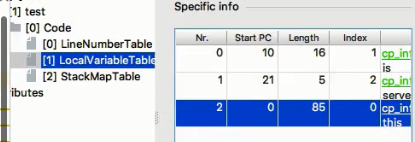 [1] test
Specific info
[0] Code
[0] LineNumberTable
[1] LocalVariableTable
[2] StackMapTable
ibutes
Nr. Start PC Length Index
0 10 16 1 cp_inf
is
1 21 5 2 cp_inf
serve
2 0 85 0 cp_inf
this